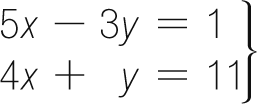 5x − 3y = 1
4x + y = 11